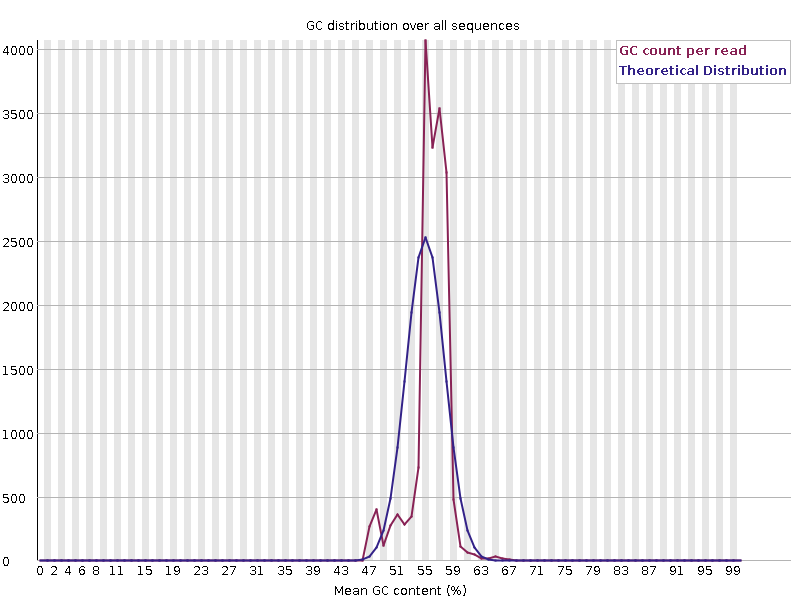 GC distribution over all sequences
GC count per read
Theoretical Distribution
4000
3500
3000
2500
2000
1500
1000
500
0
0 2 4 6 8 11 15 19 23 27 31 35 39 43 47 51 55 59 63 67 71 75 79 83 87 91 95 99
Mean GC content (%)